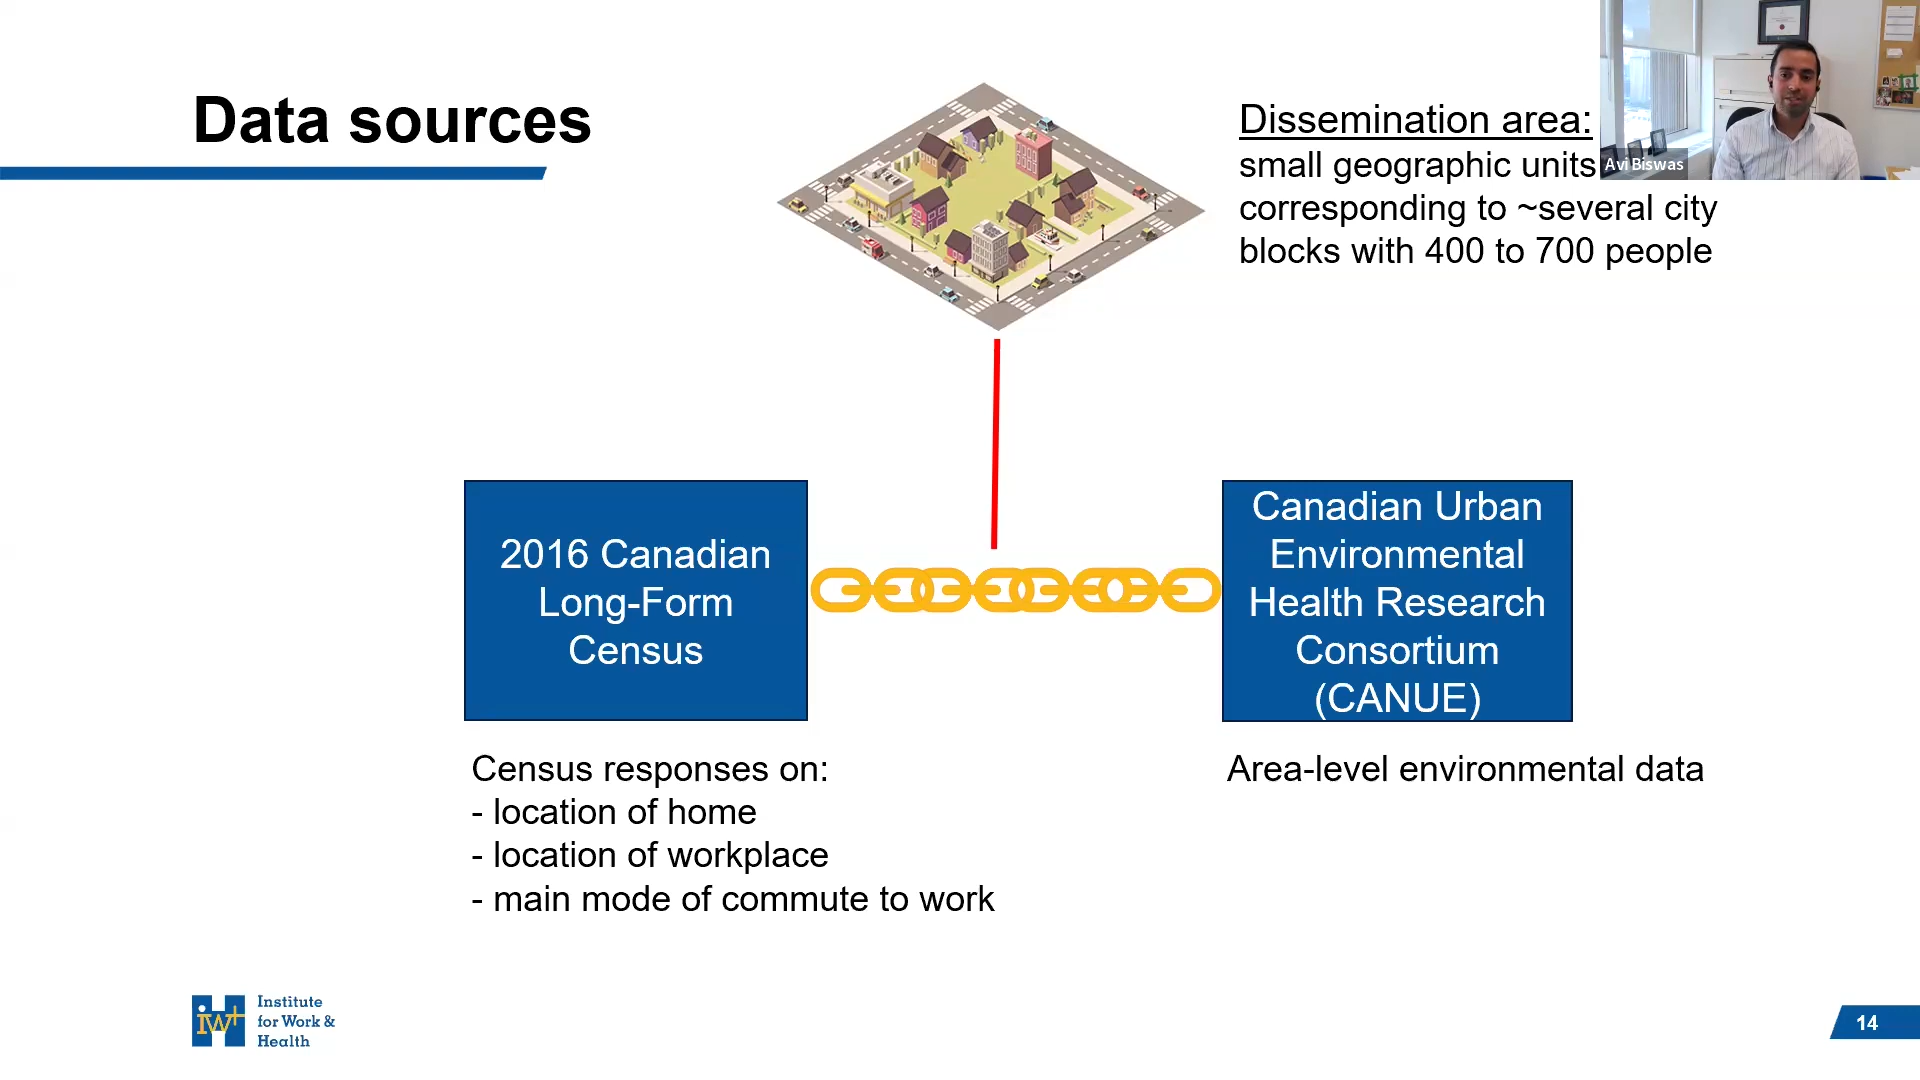 Data sources
Dissemination area:
small geographic units
corresponding to ~several city
blocks with 400 to 700 people
Avi Biswas
2016 Canadian
Long-Form
Census
Canadian Urban
Environmental
Health Research
Consortium
(CANUE)
Census responses on:
- location of home
- location of workplace
- main mode of commute to work
Area-level environmental data
iw+
Institute
for Work &
Health
14